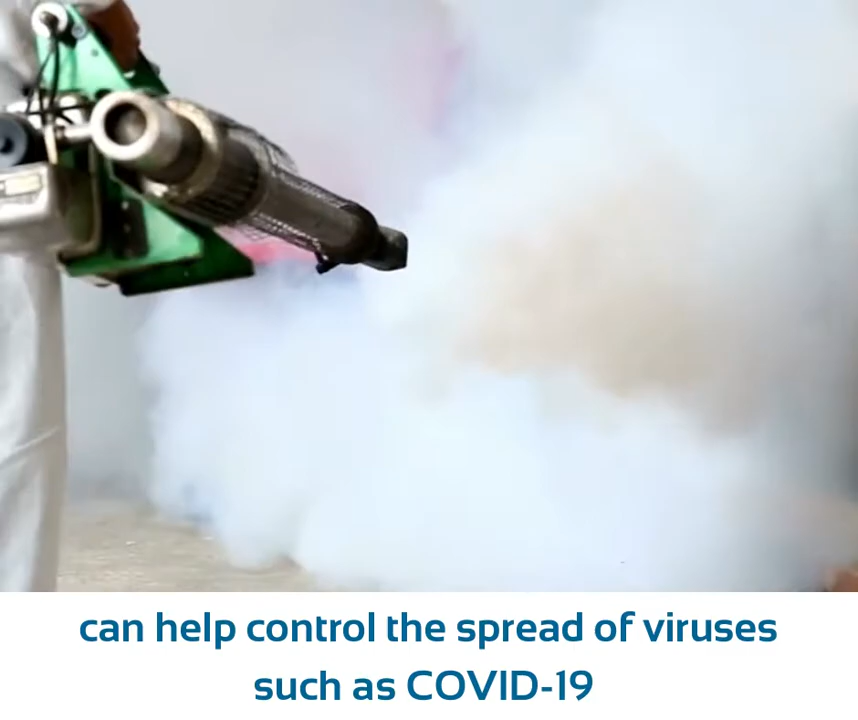 can help control the spread of viruses
such as COVID-19